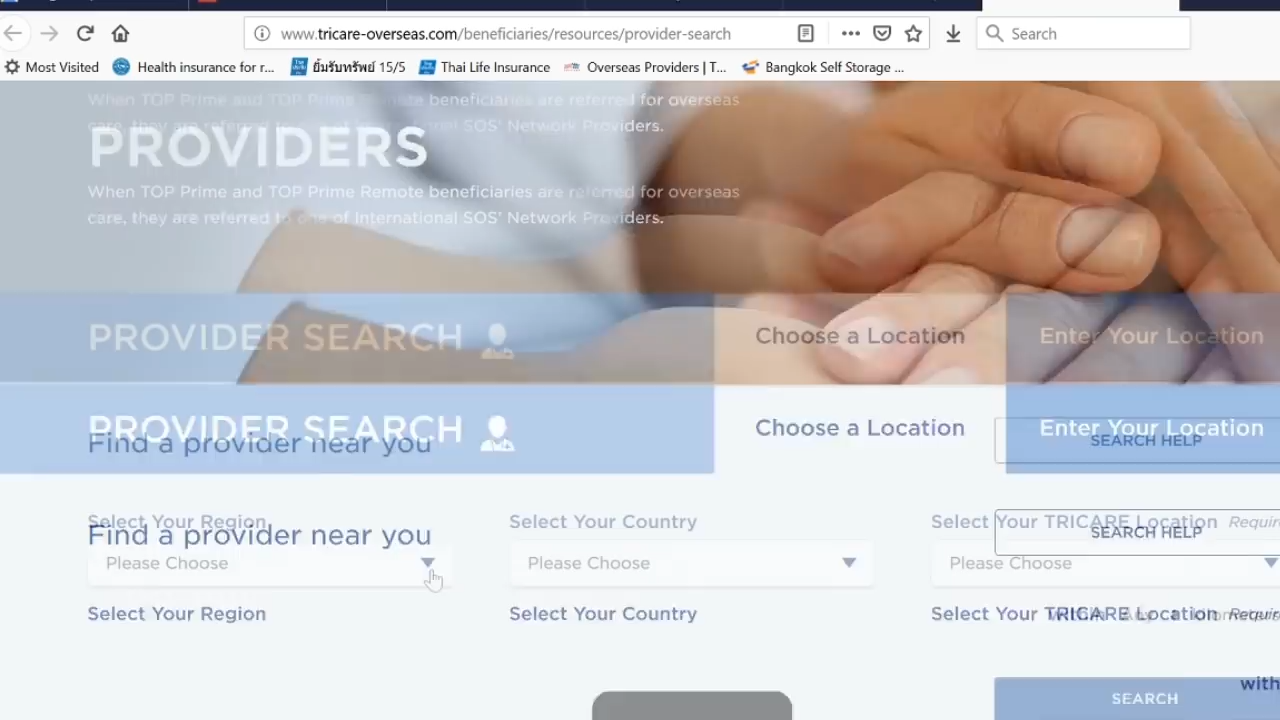 www.tricare-overseas.com/beneficiaries/resources/provider-search
Search
Most Visited
Health insurance for r...
ยิ้มรับทรัพย์ 15/5
Thai Life Insurance
Overseas Providers | T...
Bangkok Self Storage ...
When TOP Prime and TOP Prime Remote beneficiaries are referred for overseas
care, they are referred to one of International SOS' Network Providers.
PROVIDERS
When TOP Prime and TOP Prime Remote beneficiaries are referred for overseas
care, they are referred to one of International SOS' Network Providers.
PROVIDER SEARCH
Choose a Location
Enter Your Location
PROVIDER SEARCH
Choose a Location
Enter Your Location
Find a provider near you
SEARCH HELP
Select Your Region
Select Your Country
Select Your TRICARE Location
Find a provider near you
SEARCH HELP
Please Choose
Please Choose
Please Choose
Select Your Region
Select Your Country
Select Your TRICARE Location
with
SEARCH